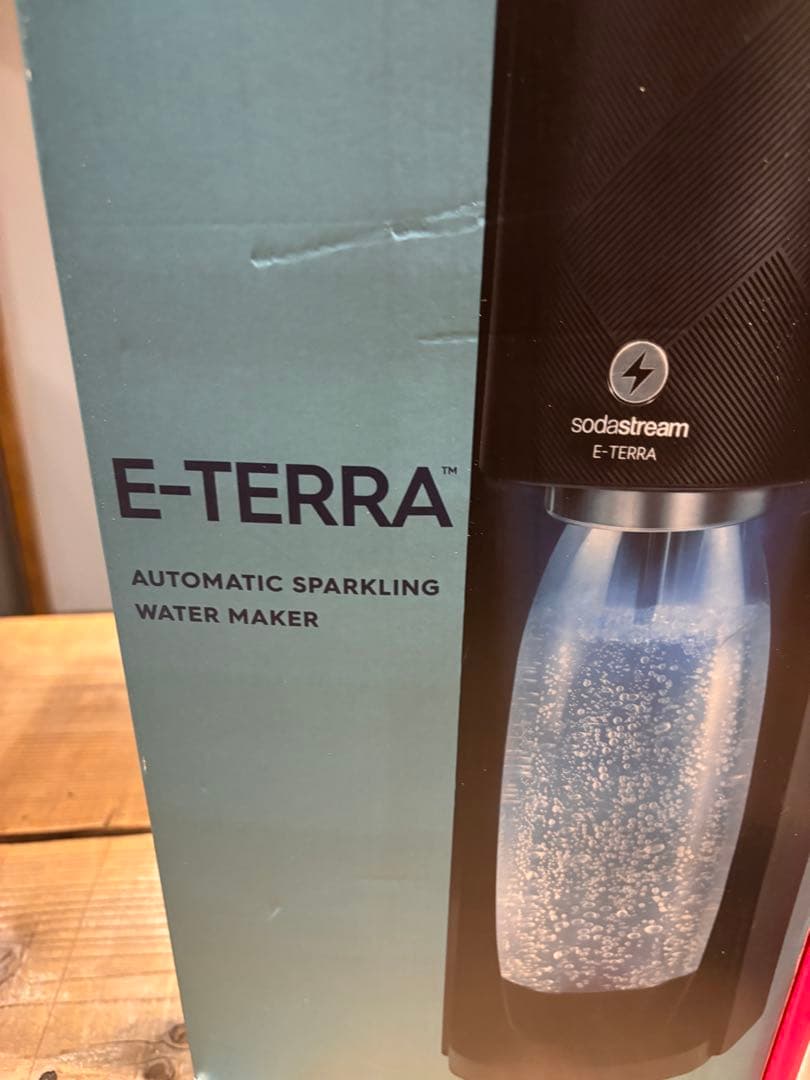 E-TERRA™
AUTOMATIC SPARKLING
WATER MAKER
sodastream
E-TERRA